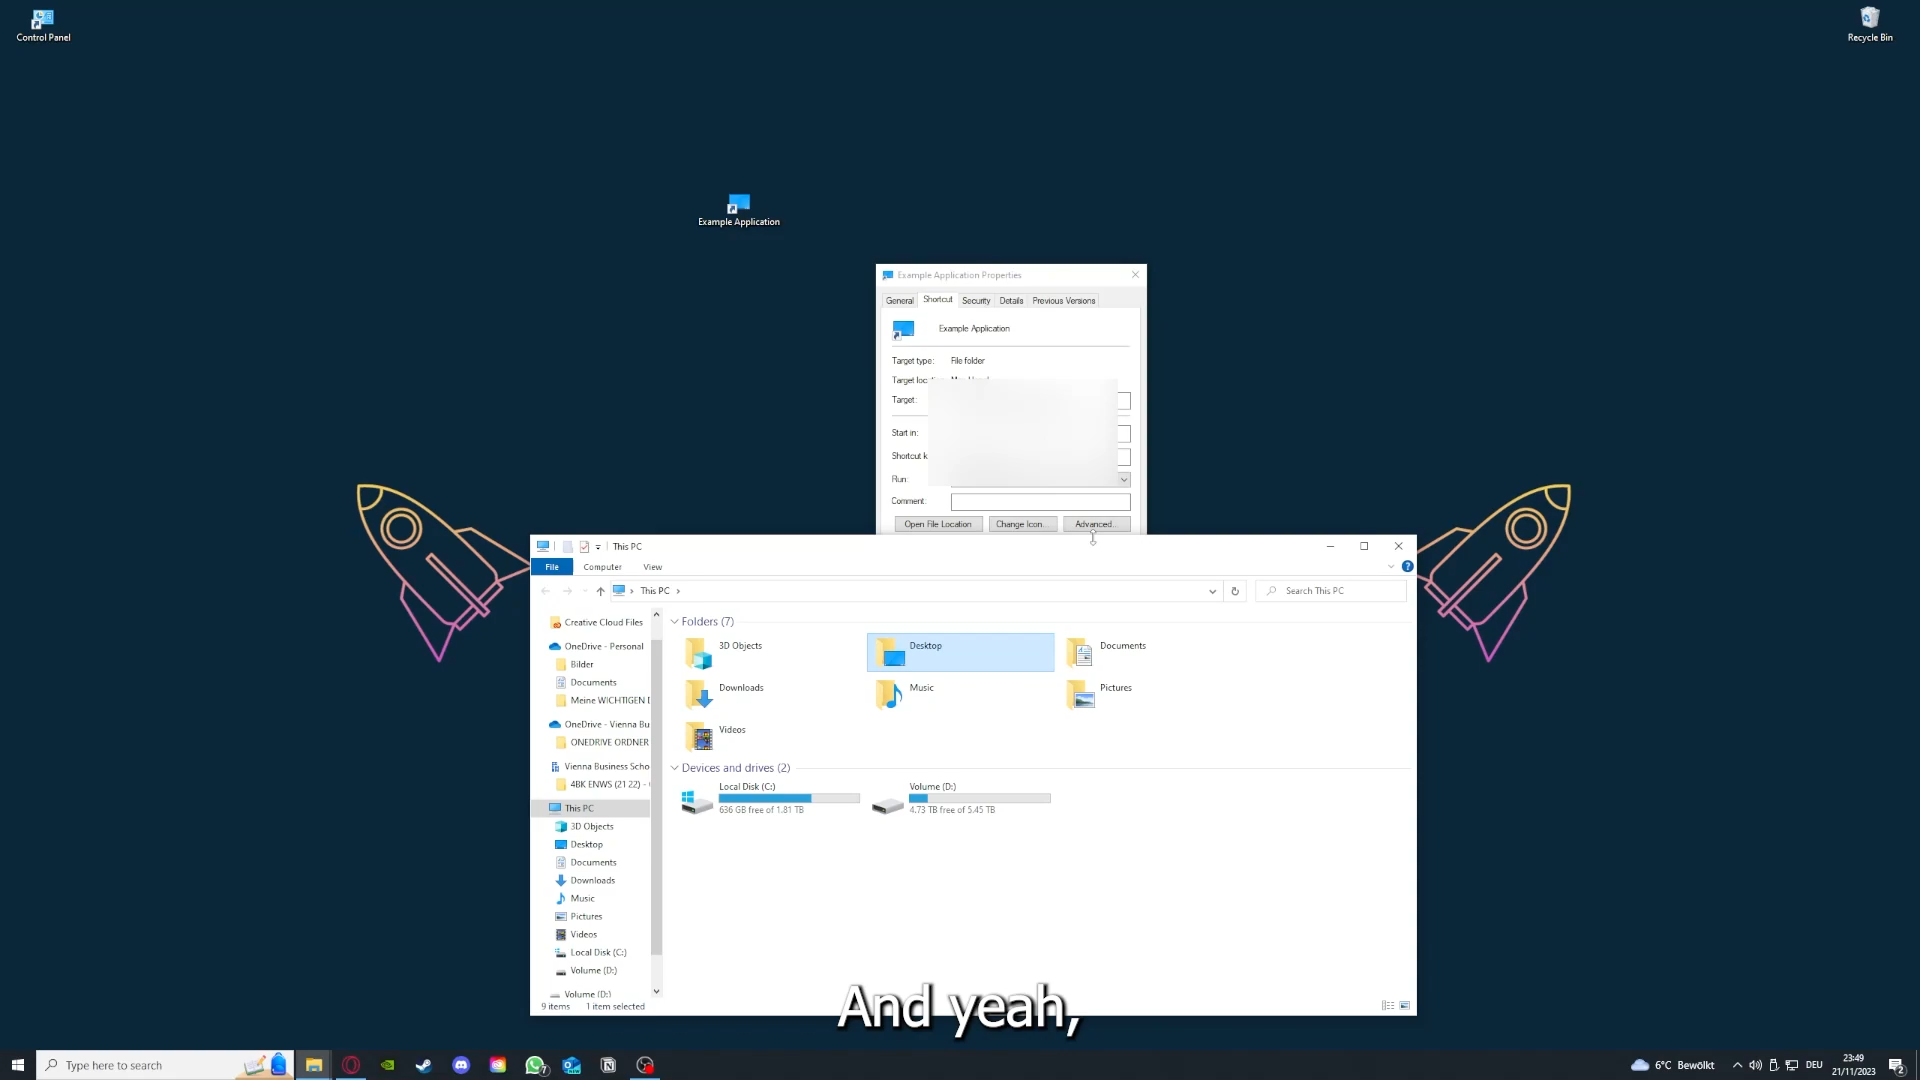 Control Panel
Recycle Bin
Example Application
Example Application Properties
General
Shortcut
Security
Details
Previous Versions
Example Application
Target type:
File folder
Target
Target:
Start in:
Shortcut
Run:
Comment:
Open File Location
Change Icon...
Advanced...
This PC
File
Computer
View
This PC
Search This PC
Creative Cloud Files
OneDrive - Personal
Bilder
Documents
Meine WICHTIGEN
OneDrive - Vienna Bu
ONEDRIVE ORDNER
Vienna Business Scho
4BK ENWS (21 22) -
This PC
3D Objects
Desktop
Documents
Downloads
Music
Pictures
Videos
Local Disk (C:)
Volume (D:)
Volume (D:)
Folders (7)
3D Objects
Desktop
Documents
Downloads
Music
Pictures
Videos
Devices and drives (2)
Local Disk (C:)
636 GB free of 1.81 TB
Volume (D:)
4.73 TB free of 5.45 TB
9 items
1 item selected
And yeah,
Type here to search
7
6°C Bewölkt
DEU
23:49
21/11/2023
2